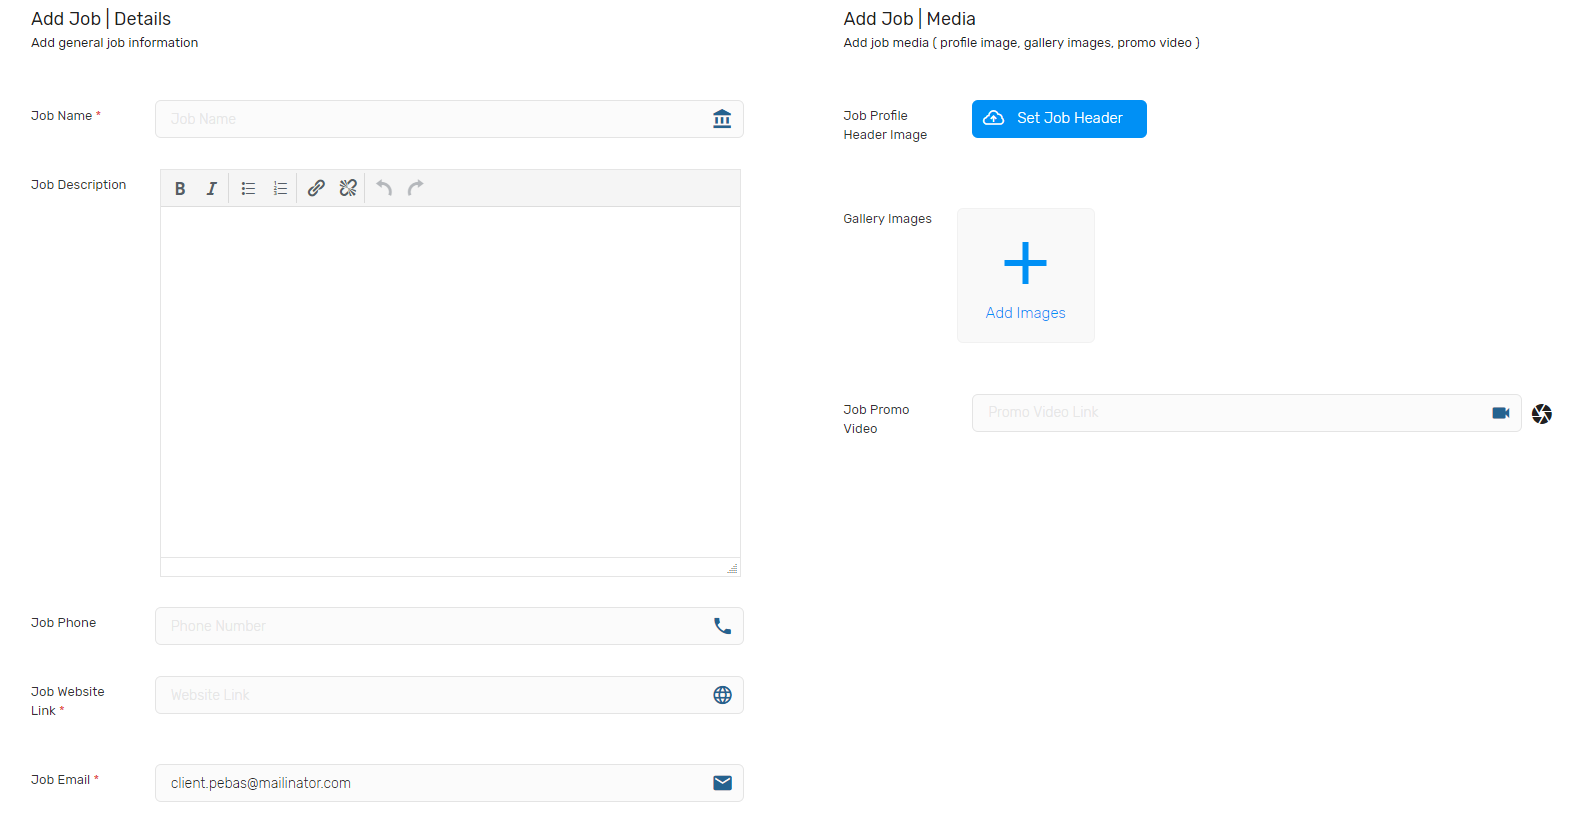 Add Job | Details
Add general job information
Job Name *
Job Name
Job Description
B I
Job Phone
Phone Number
Job Website
Link *
Website Link
Job Email *
client.pebas@mailinator.com
Add Job | Media
Add job media ( profile image, gallery images, promo video )
Job Profile
Header Image
Set Job Header
Gallery Images
Add Images
Job Promo
Video
Promo Video Link